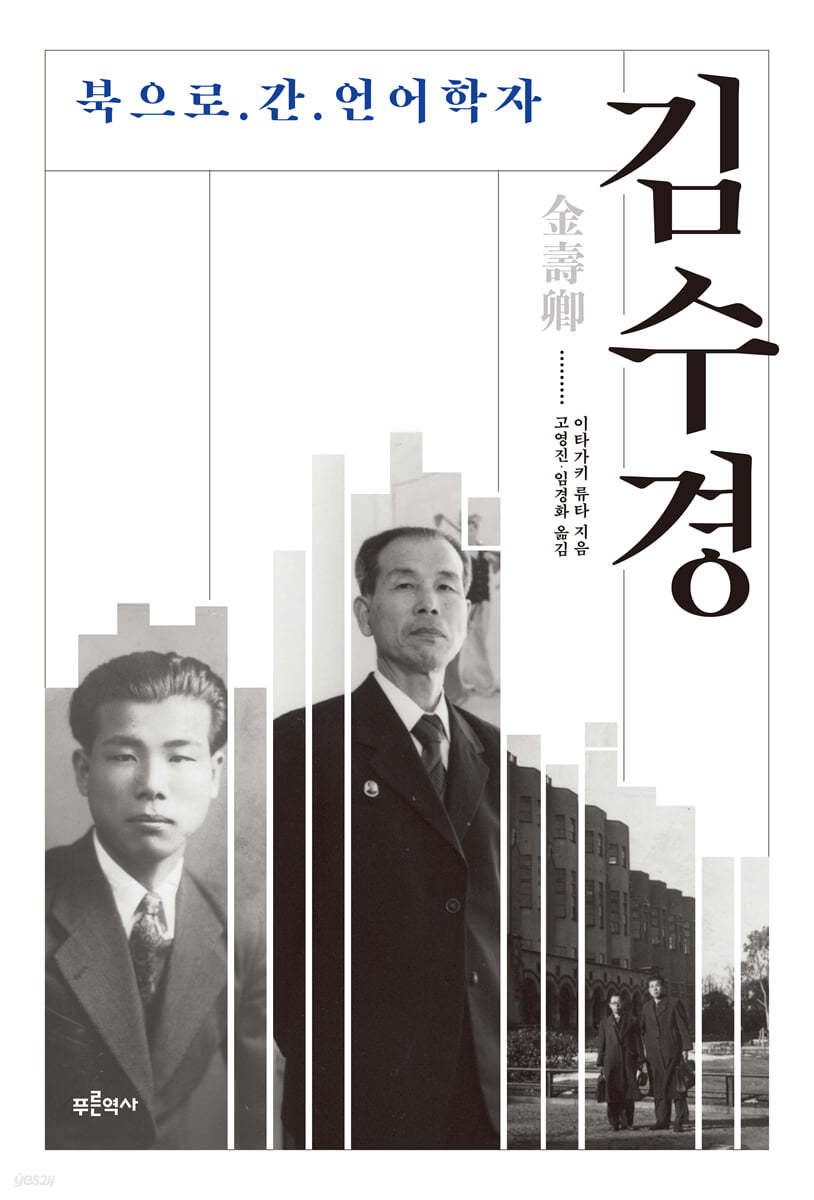 북으로.간.언어학자
김수경
金壽卿
이타가키 류타 지음
고영진·임경화 옮김
푸른역사
yes24